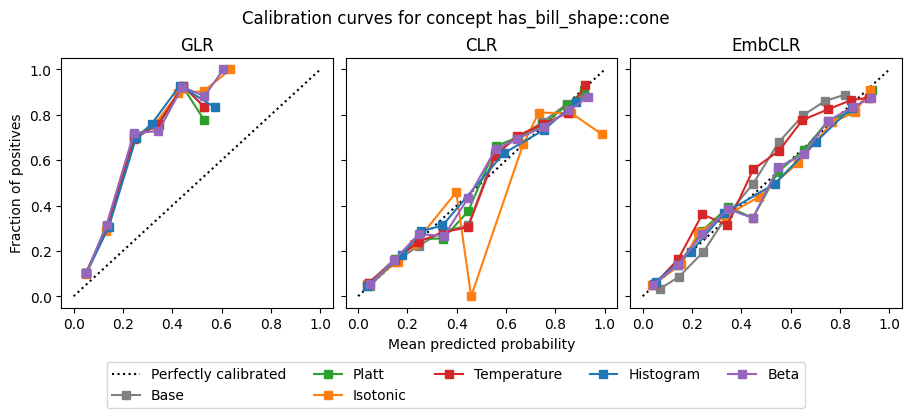 Calibration curves for concept has_bill_shape::cone
GLR
CLR
EmbCLR
Fraction of positives
1.0
0.8
0.6
0.4
0.2
0.0
0.0 0.2 0.4 0.6 0.8 1.0
0.0 0.2 0.4 0.6 0.8 1.0
0.0 0.2 0.4 0.6 0.8 1.0
Mean predicted probability
Perfectly calibrated
Base
Platt
Isotonic
Temperature
Histogram
Beta